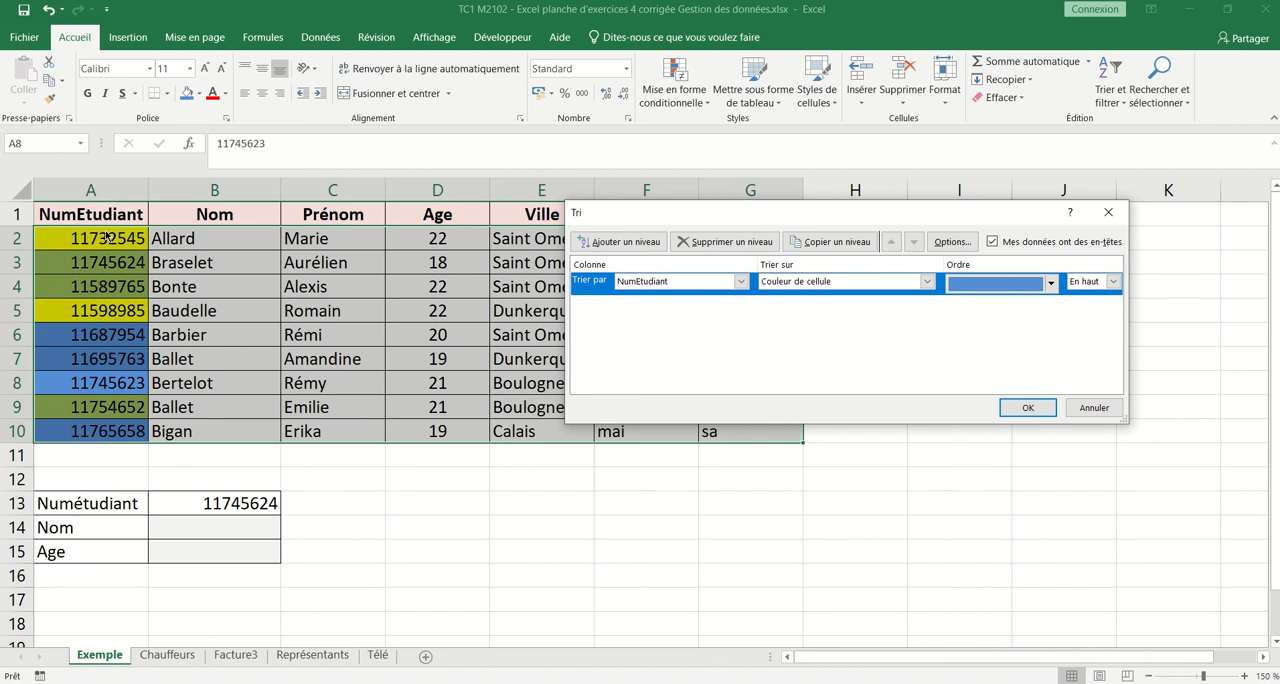 TC1 M2102 - Excel planche d'exercices 4 corrigée Gestion des données.xlsx - Excel
Connexion
Fichier Accueil Insertion Mise en page Formules Données Révision Affichage Développeur Aide Dites-nous ce que vous voulez faire Partager
Coller
Calibri 11
G I S
Renvoyer à la ligne automatiquement
Fusionner et centrer
Standard
% 000
Mise en forme conditionnelle
Mettre sous forme de tableau
Styles de cellules
Insérer Supprimer Format
Somme automatique
Recopier
Effacer
Trier et filtrer
Rechercher et sélectionner
Presse-papiers Police Alignement Nombre Styles Cellules Édition
A8 fx 11745623
A B C D E F G H I J K
1 NumEtudiant Nom Prénom Age Ville
2 11732545 Allard Marie 22 Saint Ome
3 11745624 Braselet Aurélien 18 Saint Ome
4 11589765 Bonte Alexis 22 Saint Ome
5 11598985 Baudelle Romain 22 Dunkerqu
6 11687954 Barbier Rémi 20 Saint Ome
7 11695763 Ballet Amandine 19 Dunkerqu
8 11745623 Bertelot Rémy 21 Boulogne
9 11754652 Ballet Emilie 21 Boulogne
10 11765658 Bigan Erika 19 Calais mai sa
11
12
13 Numétudiant 11745624
14 Nom
15 Age
16
17
18
19
Tri ?
Ajouter un niveau Supprimer un niveau Copier un niveau Options... Mes données ont des en-têtes
Colonne Trier sur Ordre
Trier par NumEtudiant Couleur de cellule En haut
OK Annuler
Exemple Chauffeurs Facture3 Représentants Télé
Prêt 150 %